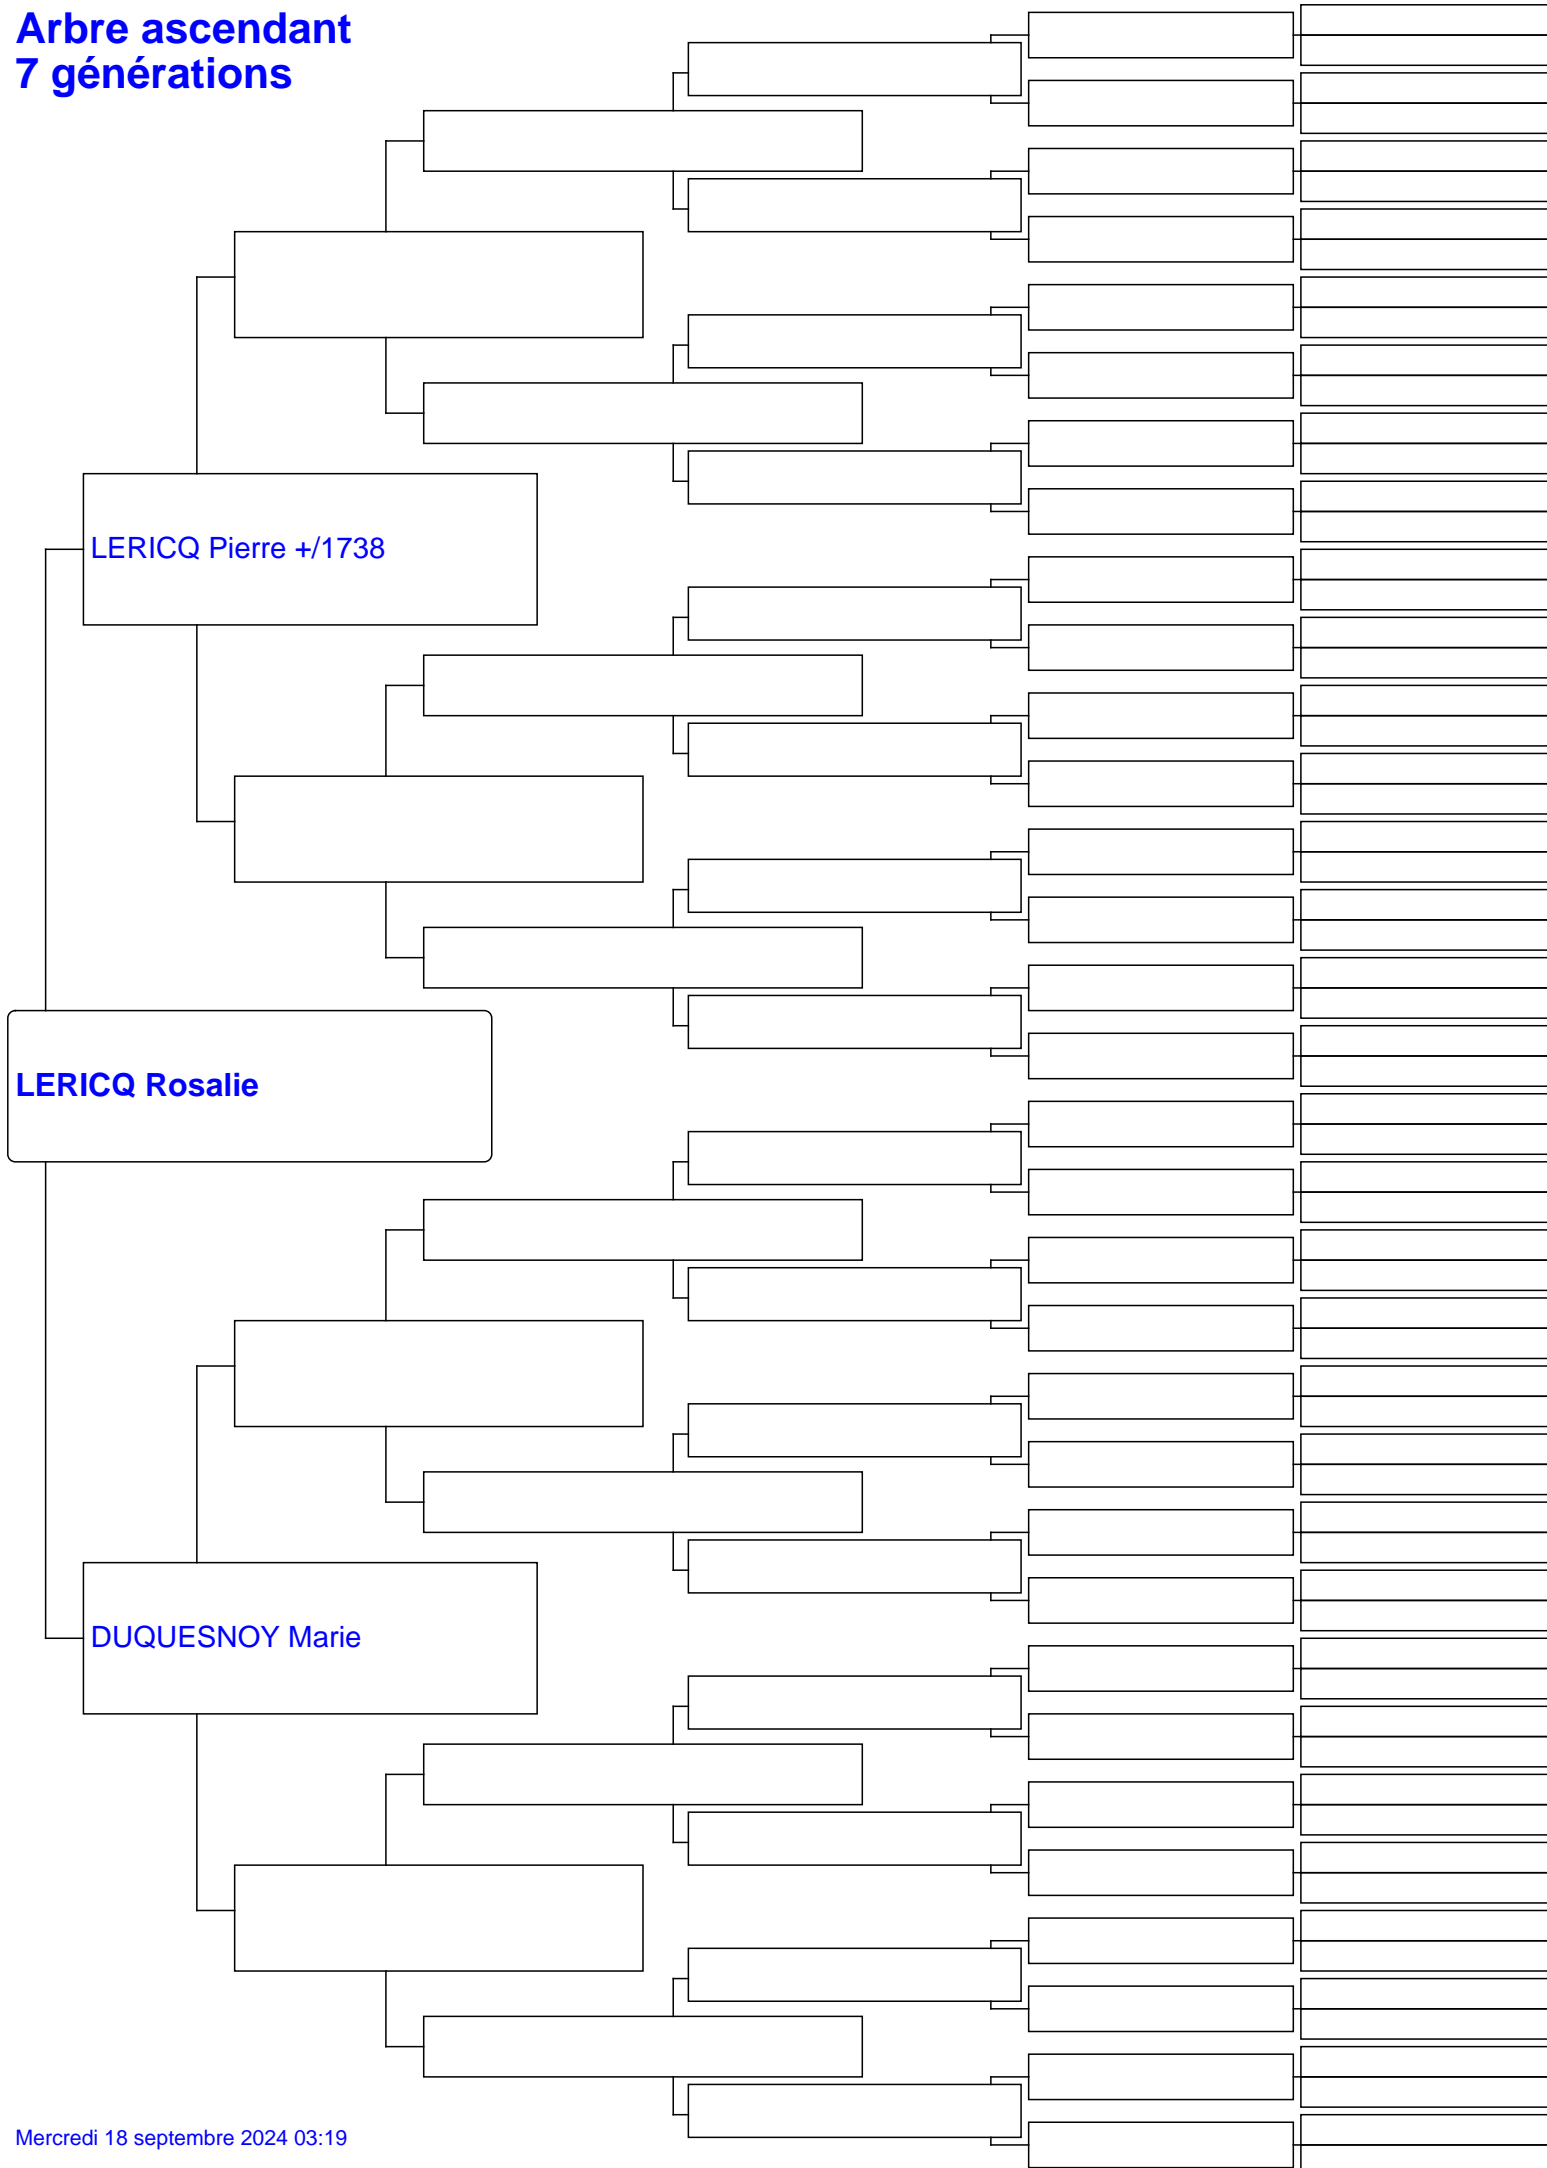 Arbre ascendant
7 générations
LERICQ Pierre +/1738
LERICQ Rosalie
DUQUESNOY Marie
Mercredi 18 septembre 2024 03:19